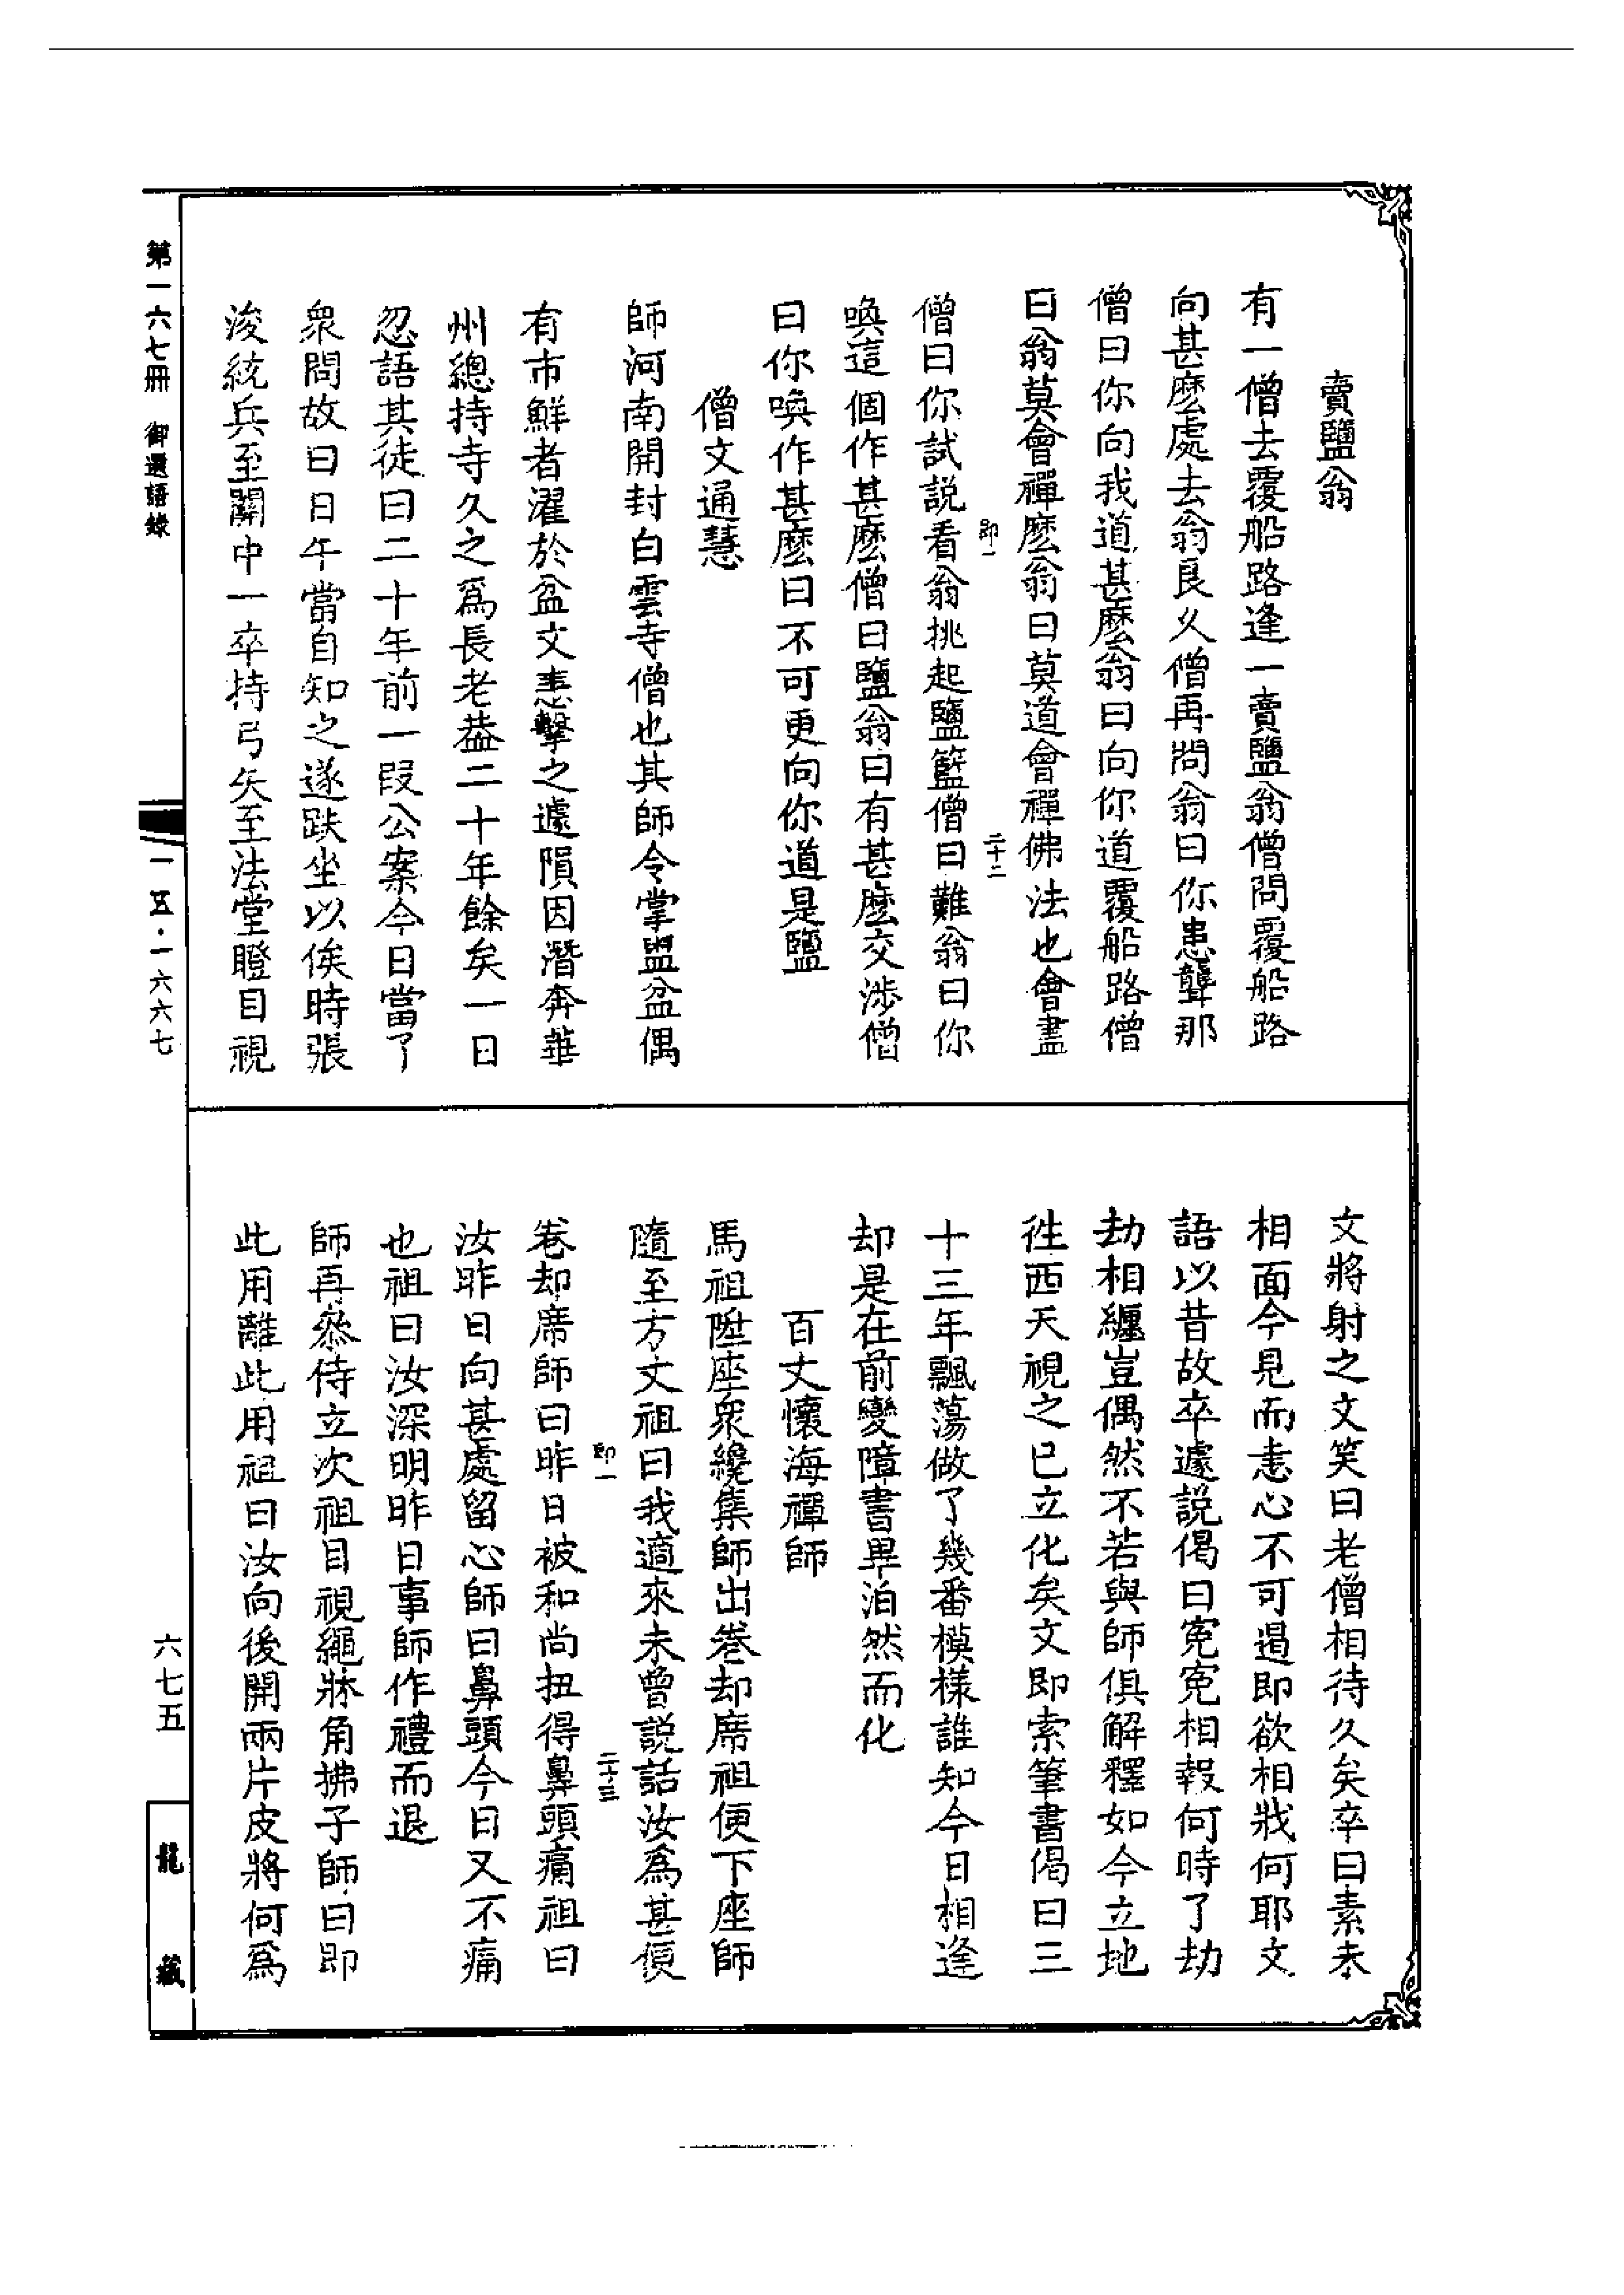 賣鹽翁
有一僧去覆船路逢一賣鹽翁僧問覆船路
向甚麽處去翁良久僧再問翁曰你患聾那
僧曰你向我道甚麽翁曰向你道覆船路僧
曰翁莫會禪麽翁曰莫道會禪佛法也會盡
即一
二十二
僧曰你試説看翁挑起鹽籃僧曰難翁曰你
喚這個作甚麽僧曰鹽翁曰有甚麽交涉僧
曰你喚作甚麽曰不可更向你道是鹽
僧文通慧
師河南開封白雲寺僧也其師令掌盥盆偶
有市鮮者濯於盆文恚擊之遽隕因潛奔華
州總持寺久之爲長老葢二十年餘矣一日
忽語其徒曰二十年前一段公案今日當了
衆問故曰日午當自知之遂趺坐以俟時張
浚統兵至關中一卒持弓矢至法堂瞪目視
文將射之文笑曰老僧相待久矣卒曰素未
相面今見而恚心不可遏即欲相戕何耶文
語以昔故卒遽説偈曰寃寃相報何時了劫
劫相纏豈偶然不若與師俱解釋如今立地
徃西天視之已立化矣文即索筆書偈曰三
十三年飄蕩做了幾番模樣誰知今日相逢
却是在前變障書畢泊然而化
百丈懷海禪師
馬祖陞座衆纔集師出卷却席祖便下座師
隨至方丈祖曰我適來未曾説話汝爲甚便
即一
二十三
卷却席師曰昨日被和尚扭得鼻頭痛祖曰
汝昨日向甚處留心師曰鼻頭今日又不痛
也祖曰汝深明昨日事師作禮而退
師再叅侍立次祖目視繩牀角拂子師曰即
此用離此用祖曰汝向後開兩片皮將何爲
第一六七冊 御選語錄
一五·一六六七
六七五
龍藏